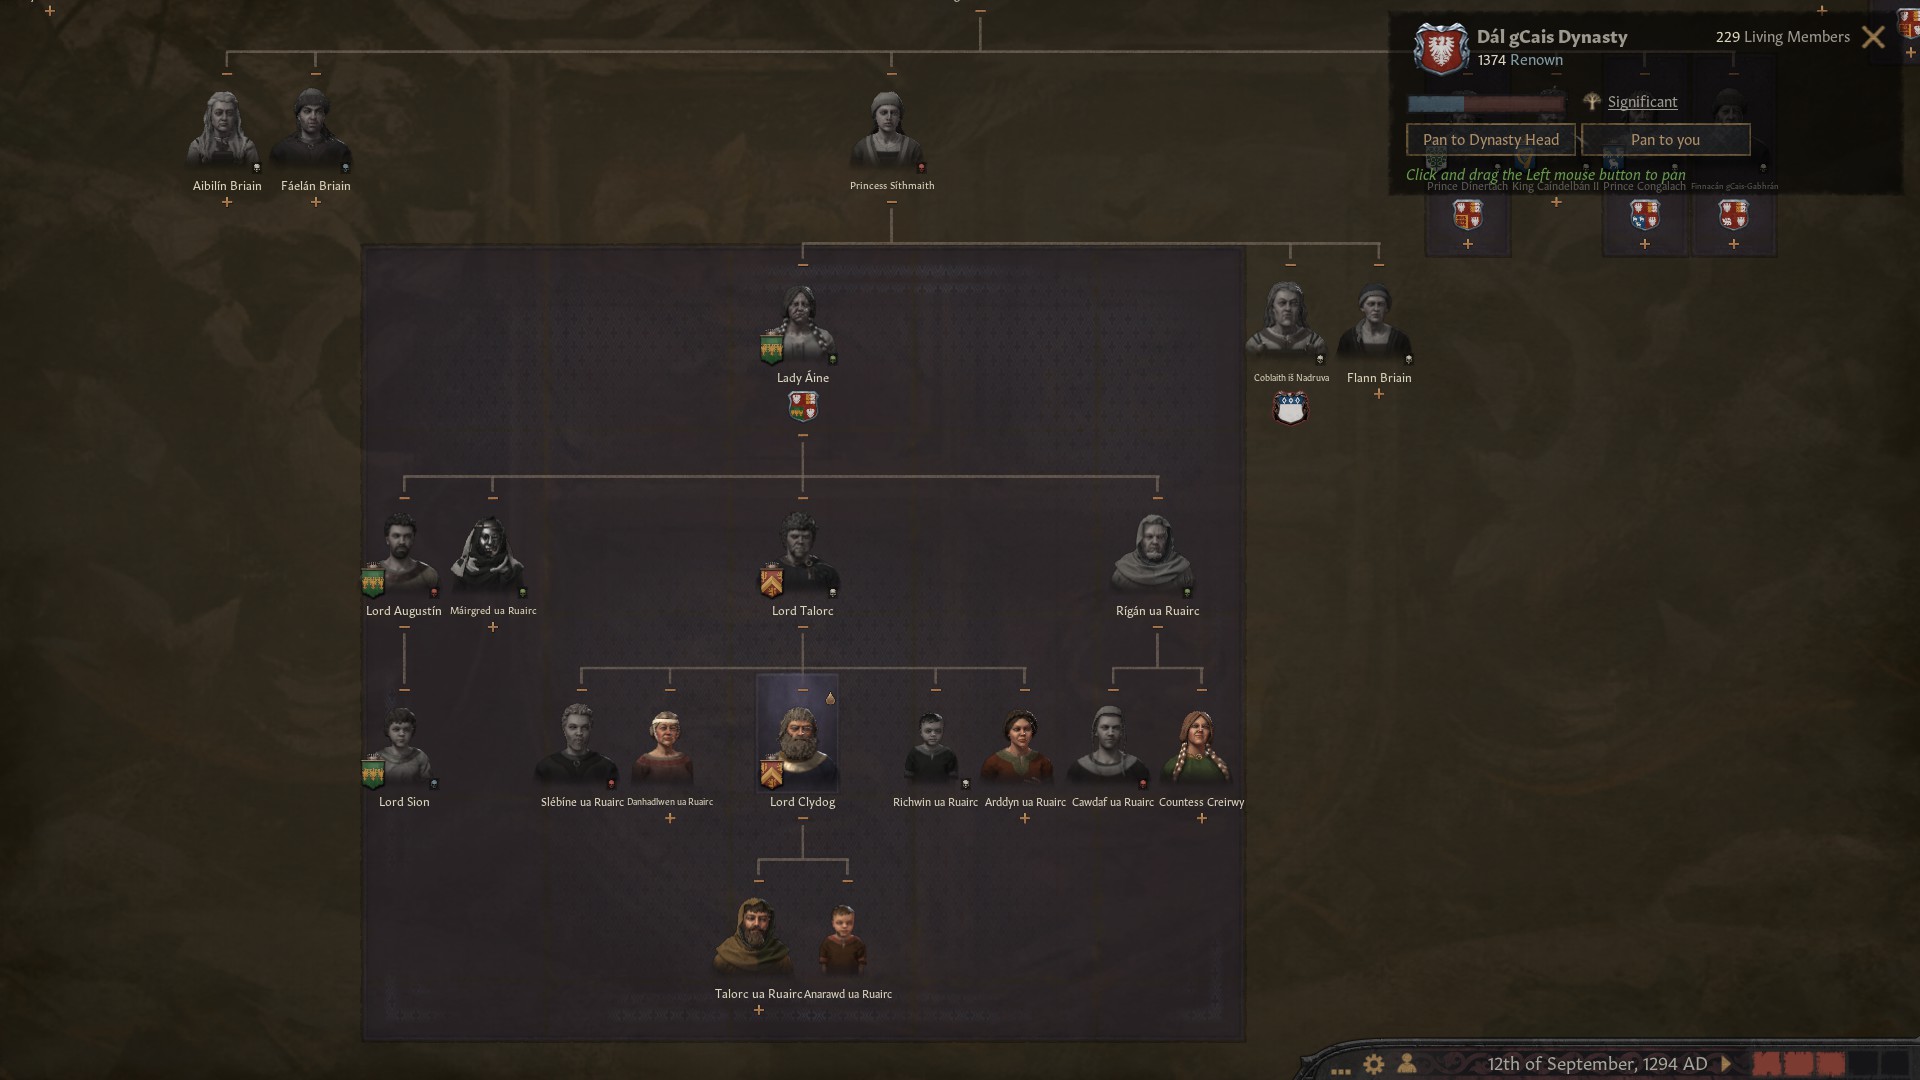 Dál gCais Dynasty
229 Living Members
1374 Renown
Significant
Pan to Dynasty Head
Pan to you
Click and drag the Left mouse button to pan
Prince Dinertach
King Caindelbán II
Prince Congalach
Finnacán gCais-Gabhrán
Aibilín Briain
Fáelán Briain
Princess Sithmaith
Lady Áine
Coblaith iš Nadruva
Flann Briain
Lord Augustín
Máirgred ua Ruairc
Lord Talorc
Rígán ua Ruairc
Lord Sion
Slébíne ua Ruairc
Danhadlwen ua Ruairc
Lord Clydog
Richwin ua Ruairc
Arddyn ua Ruairc
Cawdaf ua Ruairc
Countess Creirwy
Talorc ua Ruairc
Anarawd ua Ruairc
12th of September, 1294 AD